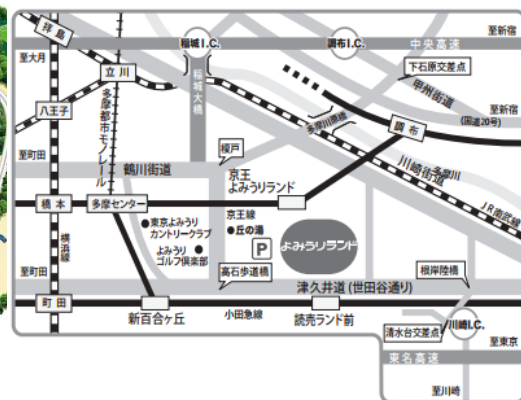 拝島
稲城I.C.
調布I.C.
至新宿
中央高速
至大月
立川
下石原交差点
甲州街道
稲城大橋
八王子
多摩都市モノレール
至新宿
(国道20号)
多摩川原橋
調布
榎戸
至町田
鶴川街道
川崎街道
多摩川
京王
よみうりランド
JR南武線
橋本
多摩センター
京王線
東京よみうり
カントリークラブ
丘の湯
P
よみうりランド
横浜線
よみうり
ゴルフ倶楽部
高石歩道橋
根岸陸橋
至町田
津久井道(世田谷通り)
町田
新百合ヶ丘
小田急線
読売ランド前
清水台交差点
川崎I.C.
至東京
東名高速
至川崎